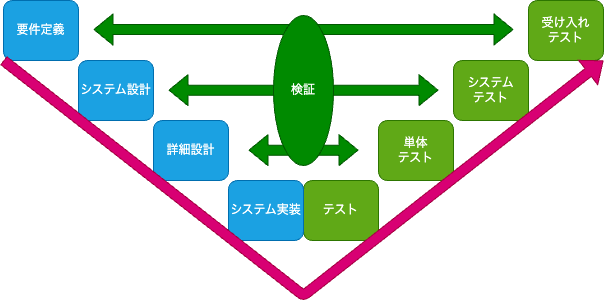 要件定義
受け入れ
テスト
システム設計
検証
システム
テスト
詳細設計
単体
テスト
システム実装
テスト